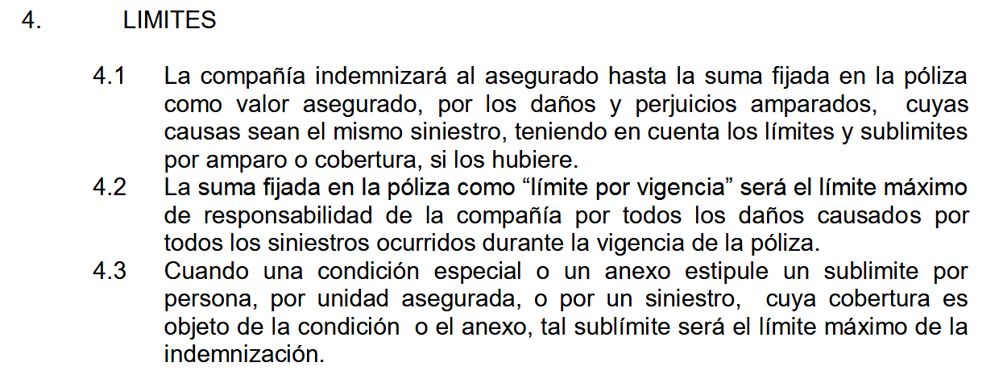 4. LIMITES
4.1 La compañía indemnizará al asegurado hasta la suma fijada en la póliza
como valor asegurado, por los daños y perjuicios amparados, cuyas
causas sean el mismo siniestro, teniendo en cuenta los límites y sublimites
por amparo o cobertura, si los hubiere.
4.2 La suma fijada en la póliza como “límite por vigencia” será el límite máximo
de responsabilidad de la compañía por todos los daños causados por
todos los siniestros ocurridos durante la vigencia de la póliza.
4.3 Cuando una condición especial o un anexo estipule un sublimite por
persona, por unidad asegurada, o por un siniestro, cuya cobertura es
objeto de la condición o el anexo, tal sublímite será el límite máximo de la
indemnización.